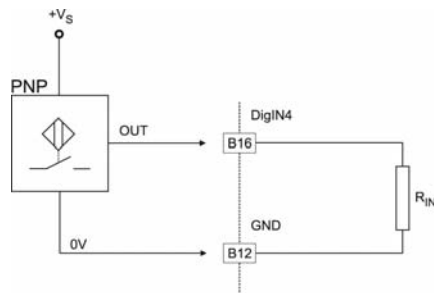 +Vs
PNP
DigIN4
OUT
B16
RIN
GND
0V
B12